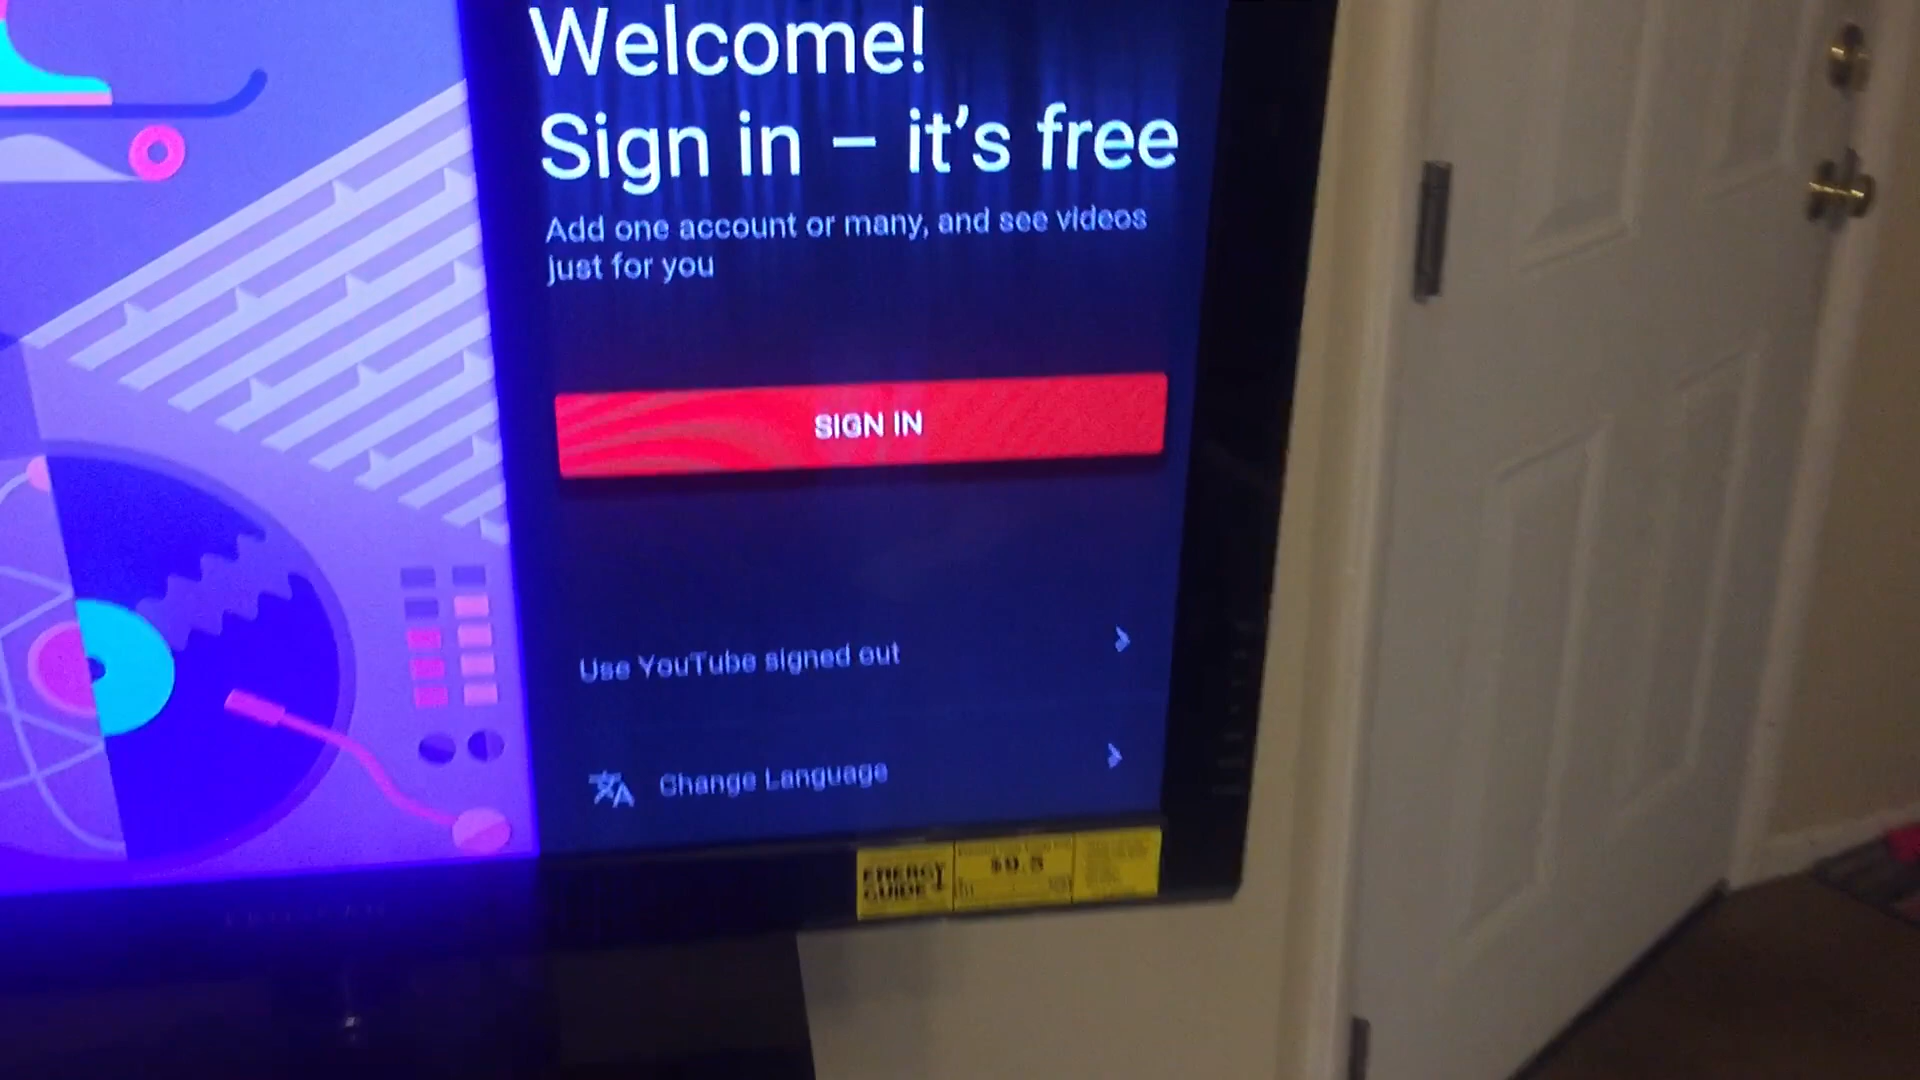 Welcome!
Sign in – it's free
Add one account or many, and see videos
just for you
SIGN IN
Use YouTube signed out
Change Language
ENERGY
GUIDE